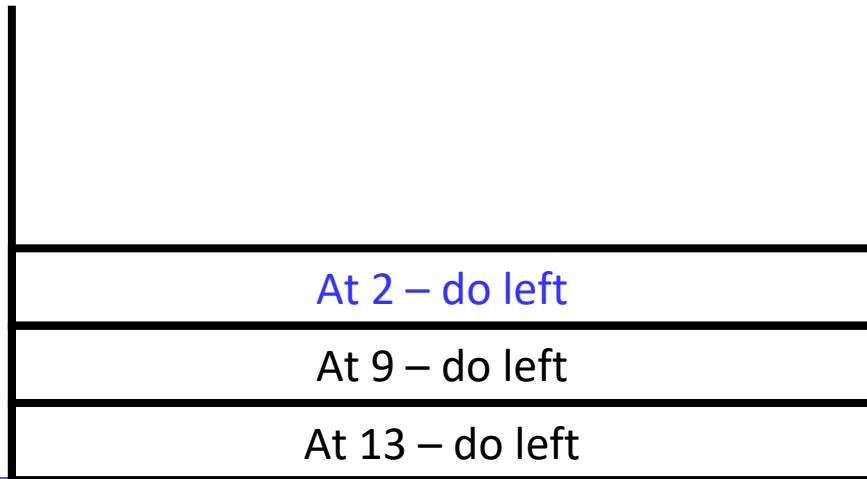 At 2 – do left
At 9 – do left
At 13 – do left